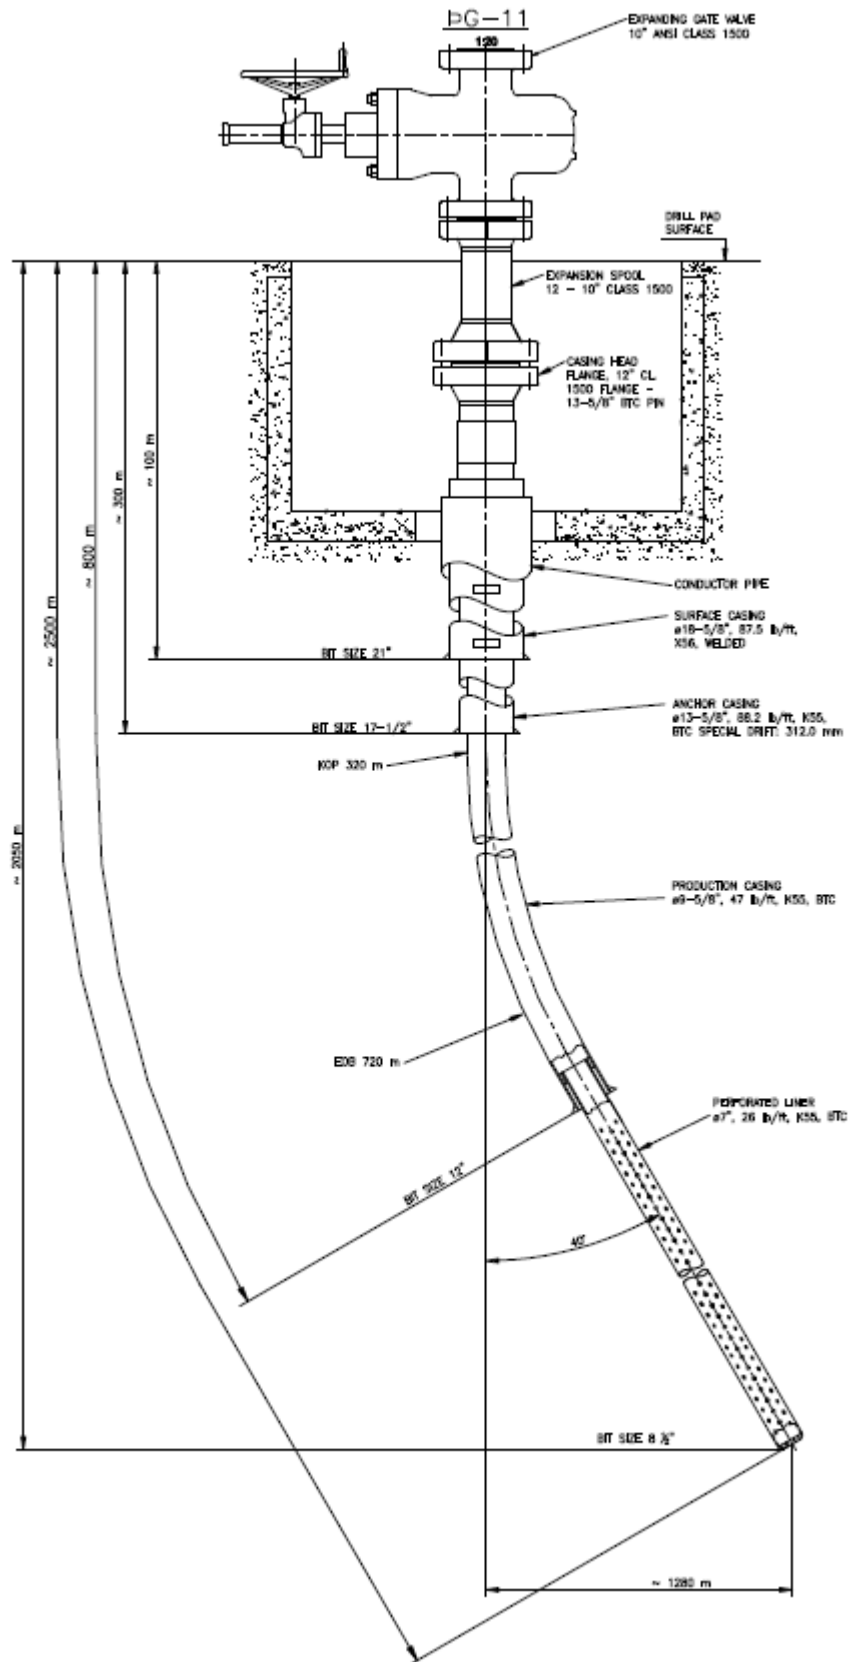 ÞG-11
1:20
EXPANDING GATE VALVE
10" ANSI CLASS 1500
DRILL PAD
SURFACE
EXPANSION SPOOL
12 - 10" CLASS 1500
CASING HEAD
FLANGE, 12" CL.
1500 FLANGE -
13-5/8" BTC PIN
~ 100 m
~ 300 m
~ 800 m
~ 2500 m
~ 2050 m
CONDUCTOR PIPE
SURFACE CASING
ø18-5/8", 87.5 lb/ft,
X56, WELDED
BIT SIZE 21"
ANCHOR CASING
ø13-5/8", 88.2 lb/ft, K55,
BTC SPECIAL DRIFT: 312.0 mm
BIT SIZE 17-1/2"
KOP 320 m
PRODUCTION CASING
ø9-5/8", 47 lb/ft, K55, BTC
EOB 720 m
PERFORATED LINER
ø7", 26 lb/ft, K55, BTC
BIT SIZE 12"
40°
BIT SIZE 8 ½"
~ 1280 m